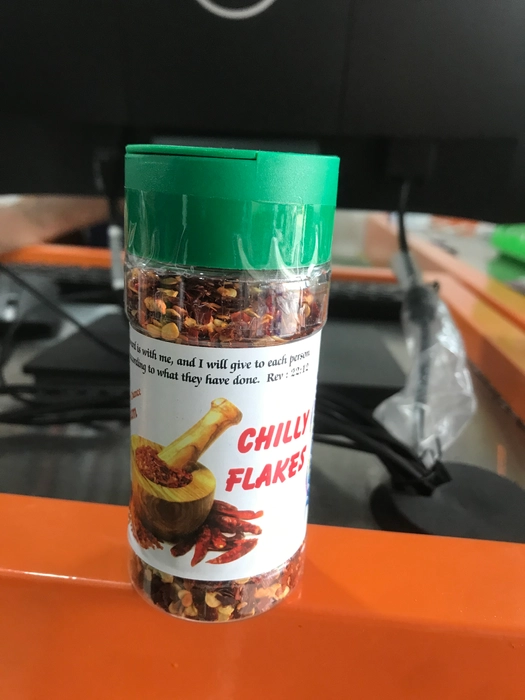 is with me, and I will give to each person
to what they have done. Rev : 22:12
CHILLY
FLAKES